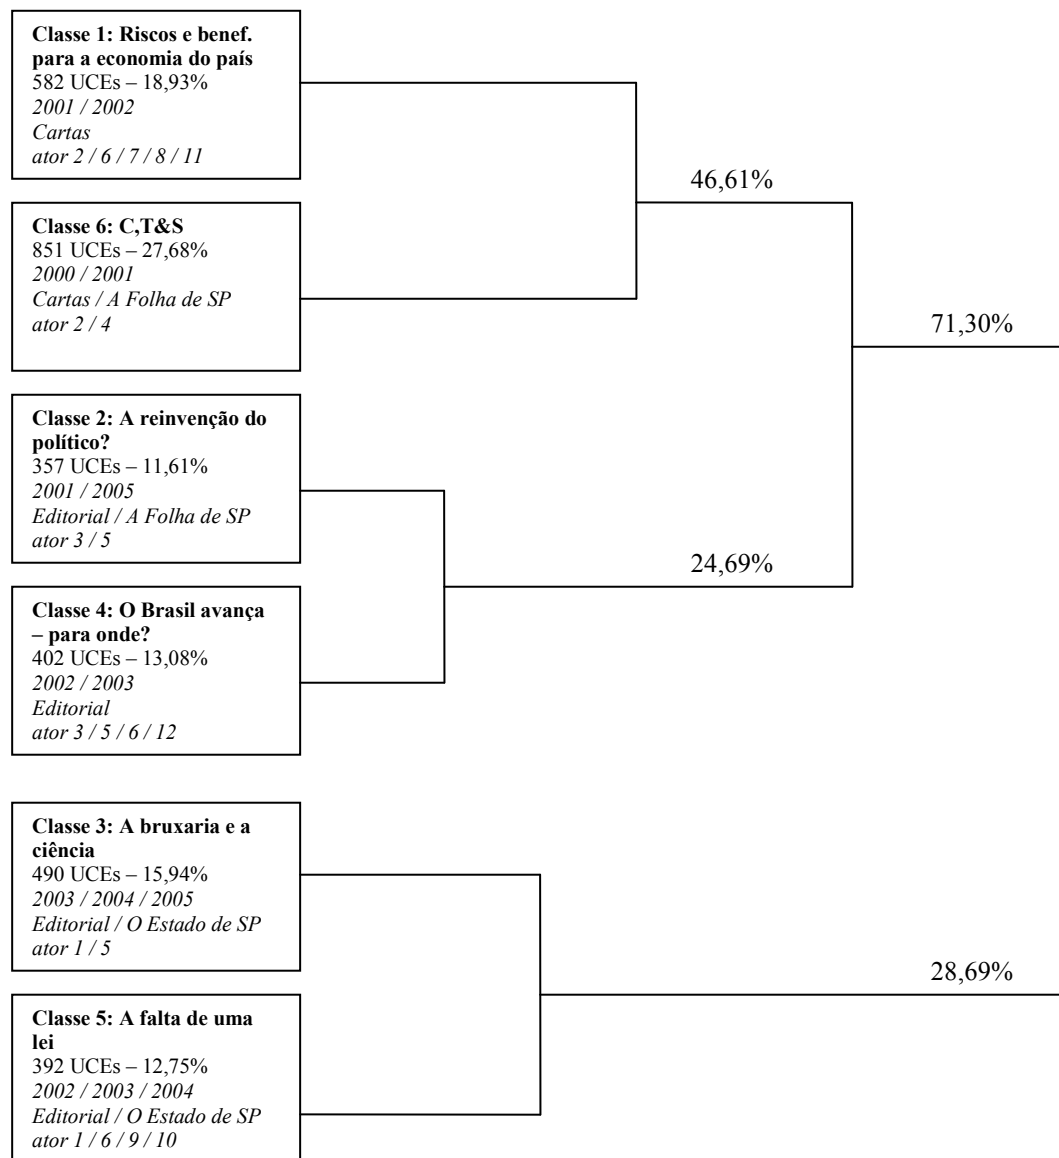 Classe 1: Riscos e benef.
para a economia do país
582 UCEs – 18,93%
2001 / 2002
Cartas
ator 2 / 6 / 7 / 8 / 11
46,61%
Classe 6: C,T&S
851 UCEs – 27,68%
2000 / 2001
Cartas / A Folha de SP
ator 2 / 4
71,30%
Classe 2: A reinvenção do
político?
357 UCEs – 11,61%
2001 / 2005
Editorial / A Folha de SP
ator 3 / 5
24,69%
Classe 4: O Brasil avança
– para onde?
402 UCEs – 13,08%
2002 / 2003
Editorial
ator 3 / 5 / 6 / 12
Classe 3: A bruxaria e a
ciência
490 UCEs – 15,94%
2003 / 2004 / 2005
Editorial / O Estado de SP
ator 1 / 5
28,69%
Classe 5: A falta de uma
lei
392 UCEs – 12,75%
2002 / 2003 / 2004
Editorial / O Estado de SP
ator 1 / 6 / 9 / 10